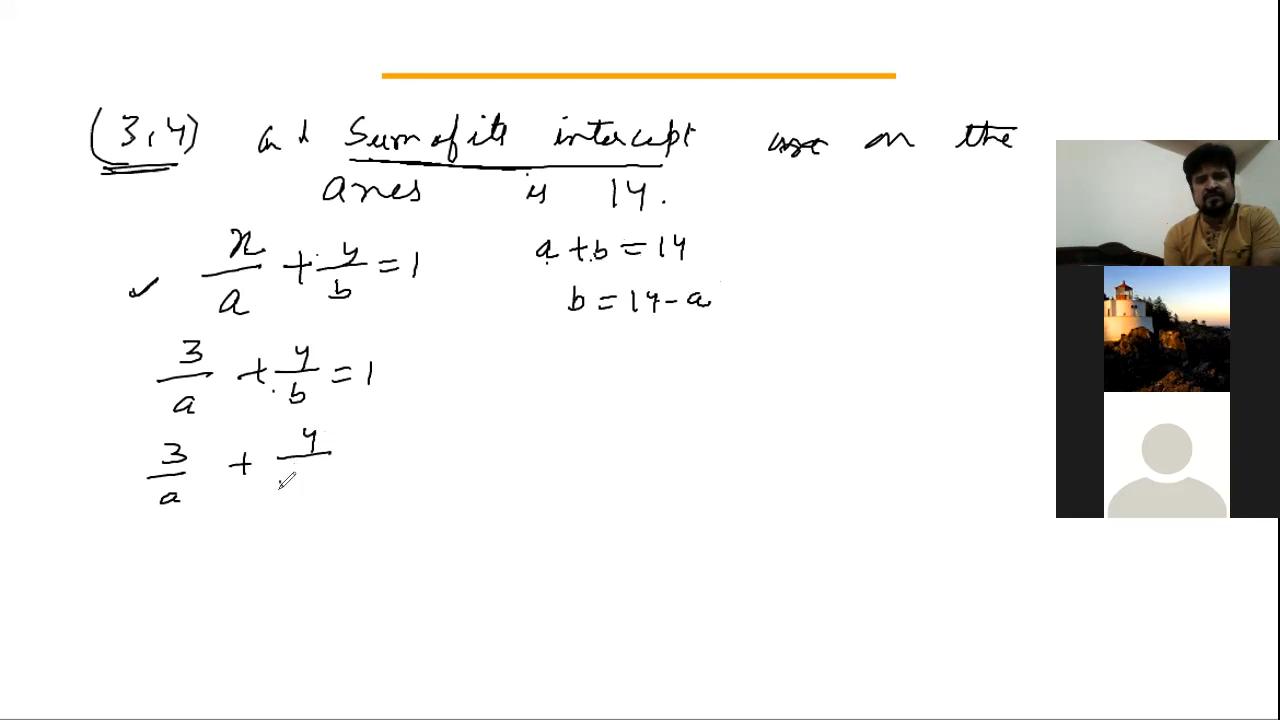 (3,4) and Sum of its intercept on the
axes is 14.
x/a + y/b = 1
a + b = 14
b = 14 - a
3/a + 4/b = 1
3/a + 4